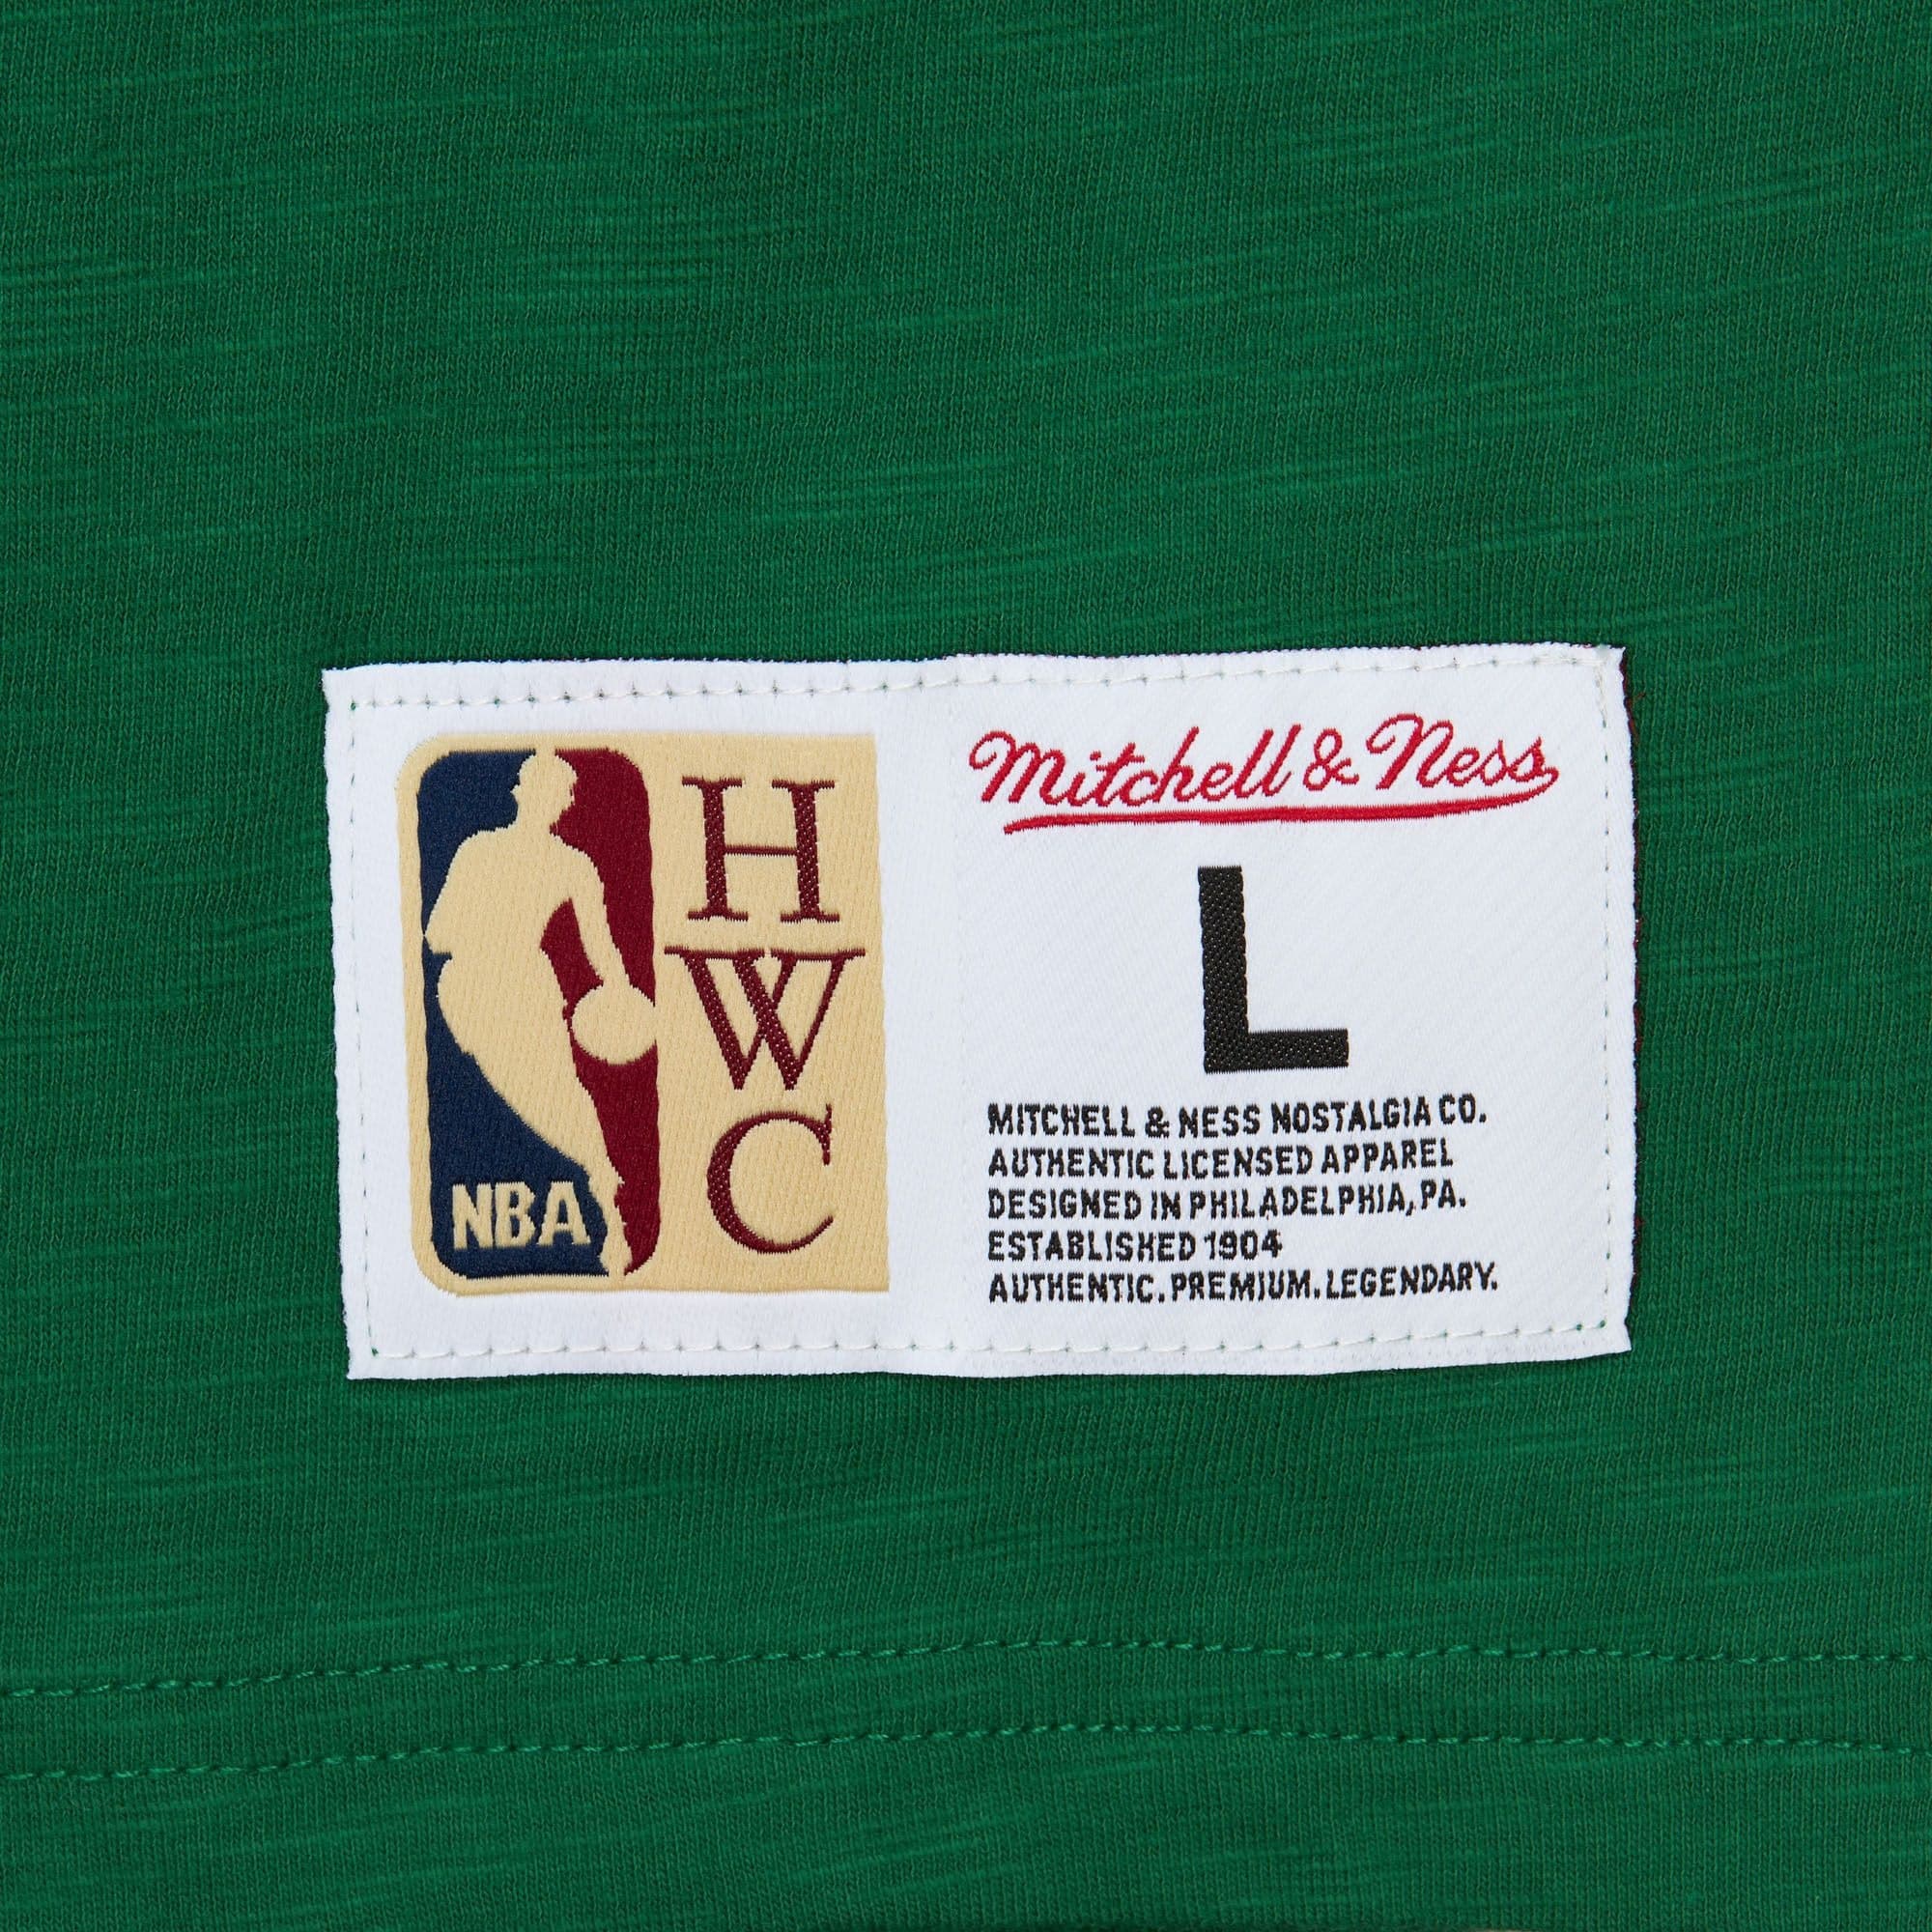 NBA
H
W
C
Mitchell & Ness
L
MITCHELL & NESS NOSTALGIA CO.
AUTHENTIC LICENSED APPAREL
DESIGNED IN PHILADELPHIA, PA.
ESTABLISHED 1904
AUTHENTIC. PREMIUM. LEGENDARY.